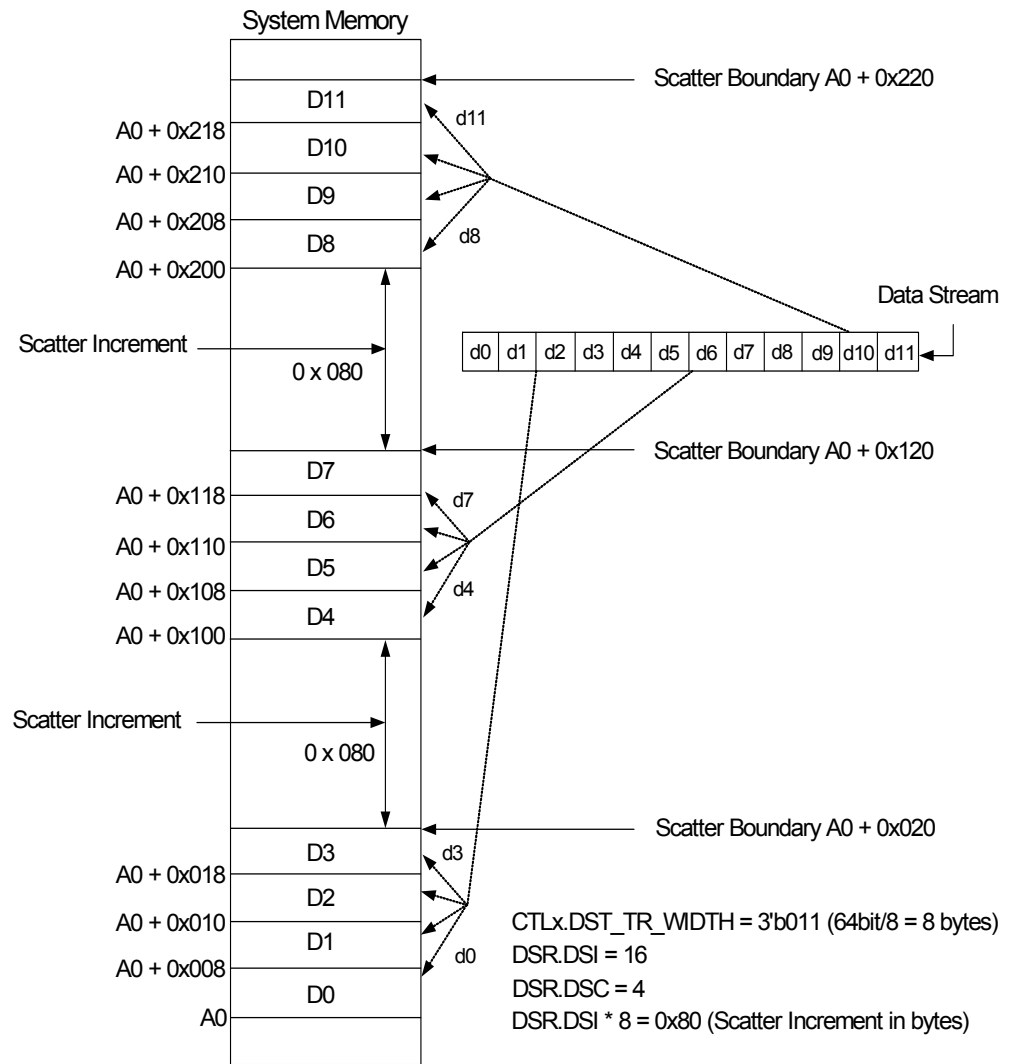 System Memory
Scatter Boundary A0 + 0x220
D11
d11
A0 + 0x218
D10
A0 + 0x210
D9
A0 + 0x208
D8
d8
A0 + 0x200
Data Stream
Scatter Increment
0 x 080
d0 d1 d2 d3 d4 d5 d6 d7 d8 d9 d10 d11
Scatter Boundary A0 + 0x120
D7
A0 + 0x118
d7
D6
A0 + 0x110
D5
A0 + 0x108
d4
D4
A0 + 0x100
Scatter Increment
0 x 080
Scatter Boundary A0 + 0x020
D3
d3
A0 + 0x018
D2
A0 + 0x010
D1
d0
A0 + 0x008
D0
A0
CTLx.DST_TR_WIDTH = 3'b011 (64bit/8 = 8 bytes)
DSR.DSI = 16
DSR.DSC = 4
DSR.DSI * 8 = 0x80 (Scatter Increment in bytes)